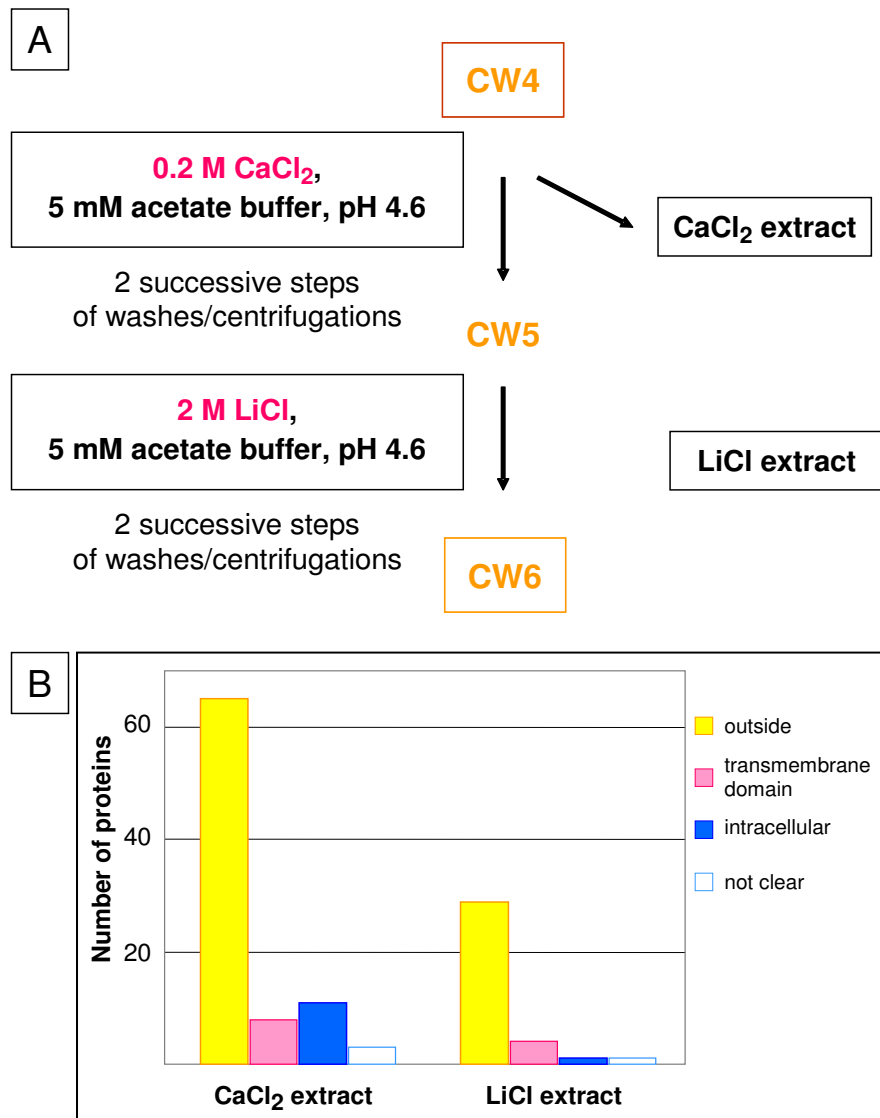 A
CW4
0.2 M CaCl₂,
5 mM acetate buffer, pH 4.6
CaCl₂ extract
2 successive steps
of washes/centrifugations
CW5
2 M LiCl,
5 mM acetate buffer, pH 4.6
LiCl extract
2 successive steps
of washes/centrifugations
CW6
B
Number of proteins
60
40
20
outside
transmembrane
domain
intracellular
not clear
CaCl₂ extract
LiCl extract